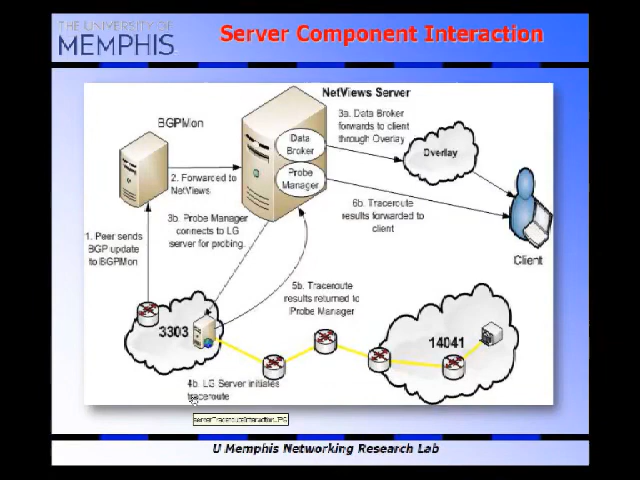 THE UNIVERSITY OF
MEMPHIS
Server Component Interaction
NetViews Server
BGPMon
3a. Data Broker
forwards to client
through Overlay
Data
Broker
Overlay
2. Forwarded to
NetViews
Probe
Manager
6b. Traceroute
results forwarded to
client
3b. Probe Manager
connects to LG
server for probing.
1. Peer sends
BGP update
to BGPMon
Client
5b. Traceroute
results returned to
Probe Manager
3303
14041
4b. LG Server initiates
traceroute
serverTracerouteInteraction.JPG
U Memphis Networking Research Lab